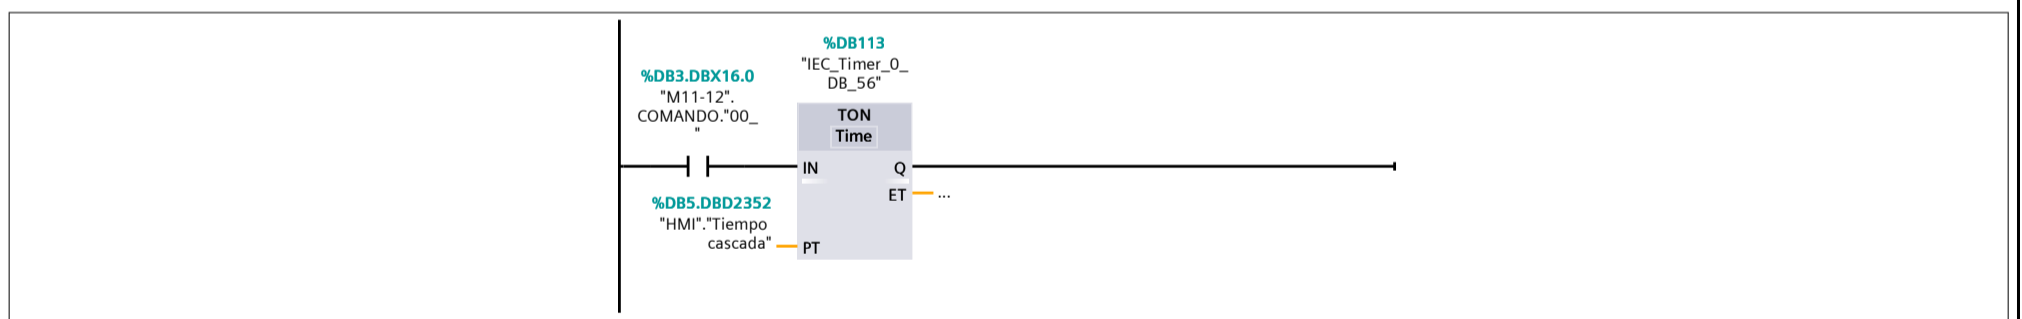 %DB113
"IEC_Timer_0_
DB_56"
%DB3.DBX16.0
"M11-12".
COMANDO."00_
"
TON
Time
IN
Q
ET
...
%DB5.DBD2352
"HMI"."Tiempo
cascada"
PT